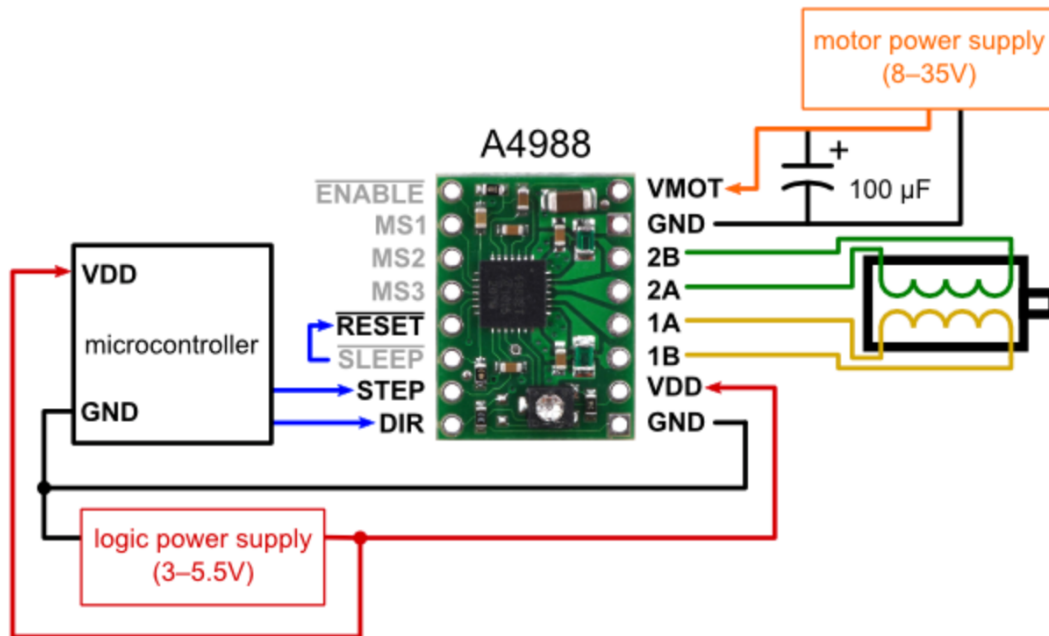 motor power supply
(8–35V)
A4988
ENABLE
VMOT
+
100 µF
MS1
GND
MS2
2B
VDD
MS3
2A
microcontroller
RESET
1A
SLEEP
1B
STEP
VDD
GND
DIR
GND
logic power supply
(3–5.5V)